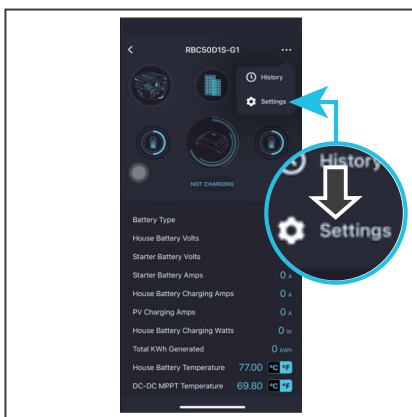 RBC50D1S-G1
History
Settings
History
Settings
NOT CHARGING
Battery Type
House Battery Volts
Starter Battery Volts
Starter Battery Amps 0 A
House Battery Charging Amps 0 A
PV Charging Amps 0 A
House Battery Charging Watts 0 W
Total KWh Generated 0 kWh
House Battery Temperature 77.00 °C °F
DC-DC MPPT Temperature 69.80 °C °F